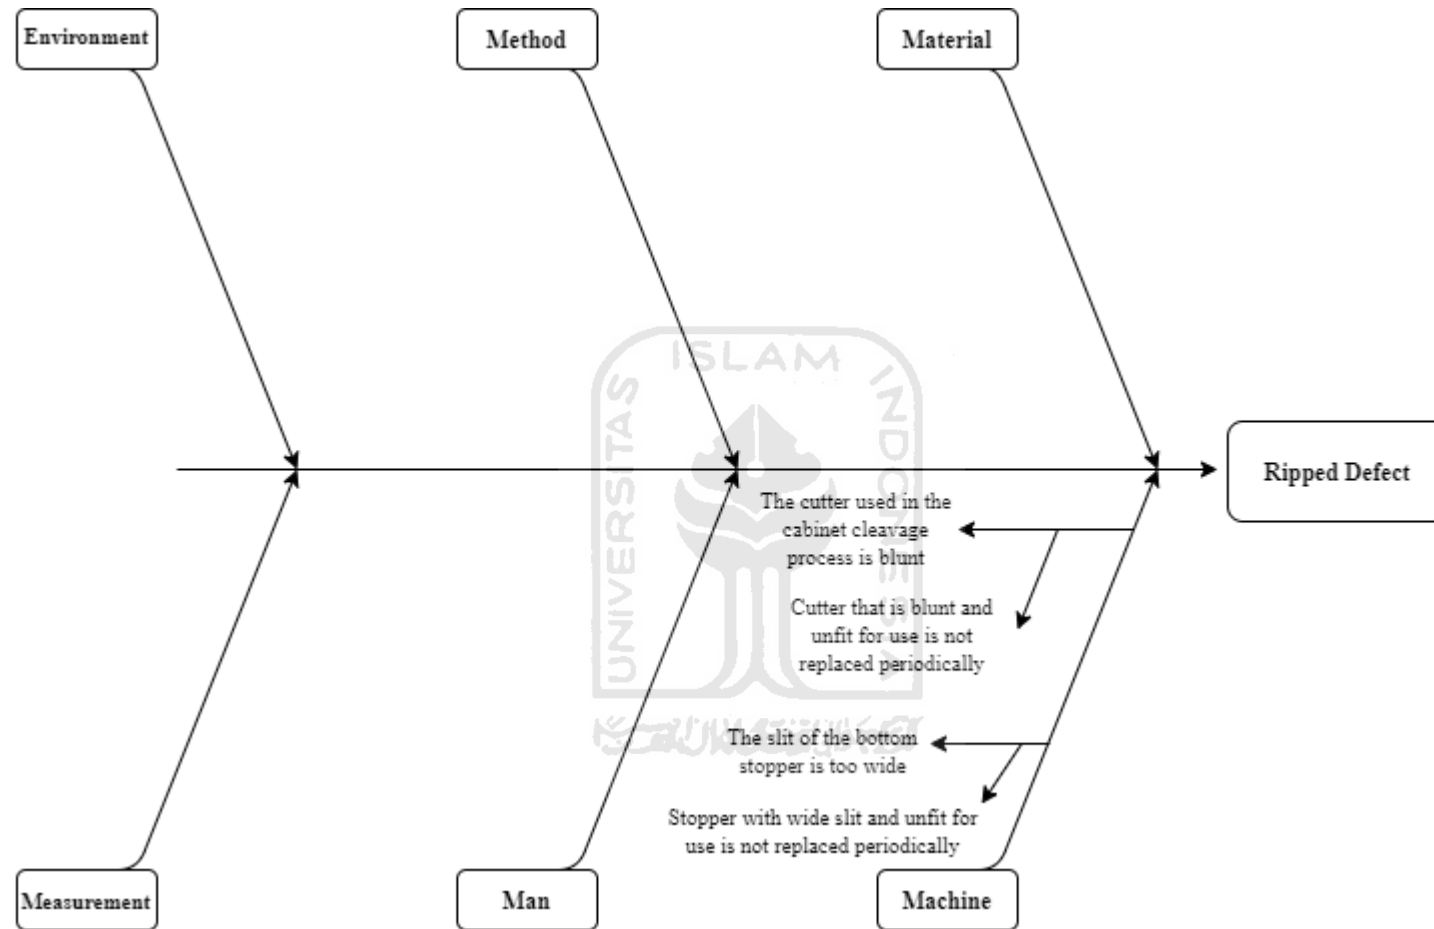 Environment
Method
Material
ISLAM
UNIVERSITAS
INDONESIA
Ripped Defect
The cutter used in the
cabinet cleavage
process is blunt
Cutter that is blunt and
unfit for use is not
replaced periodically
The slit of the bottom
stopper is too wide
Stopper with wide slit and unfit for
use is not replaced periodically
Measurement
Man
Machine